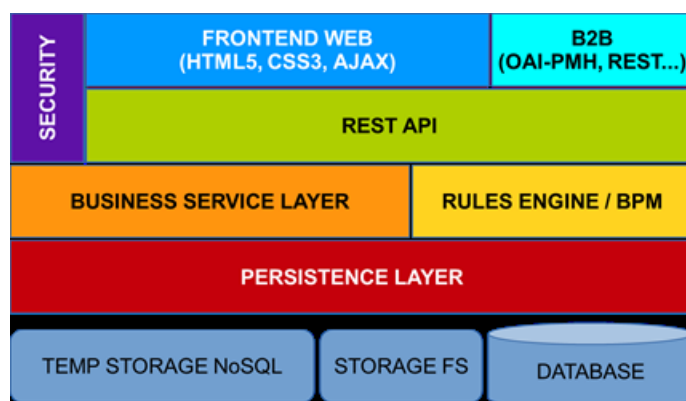 SECURITY
FRONTEND WEB
(HTML5, CSS3, AJAX)
B2B
(OAI-PMH, REST...)
REST API
BUSINESS SERVICE LAYER
RULES ENGINE / BPM
PERSISTENCE LAYER
TEMP STORAGE NoSQL
STORAGE FS
DATABASE